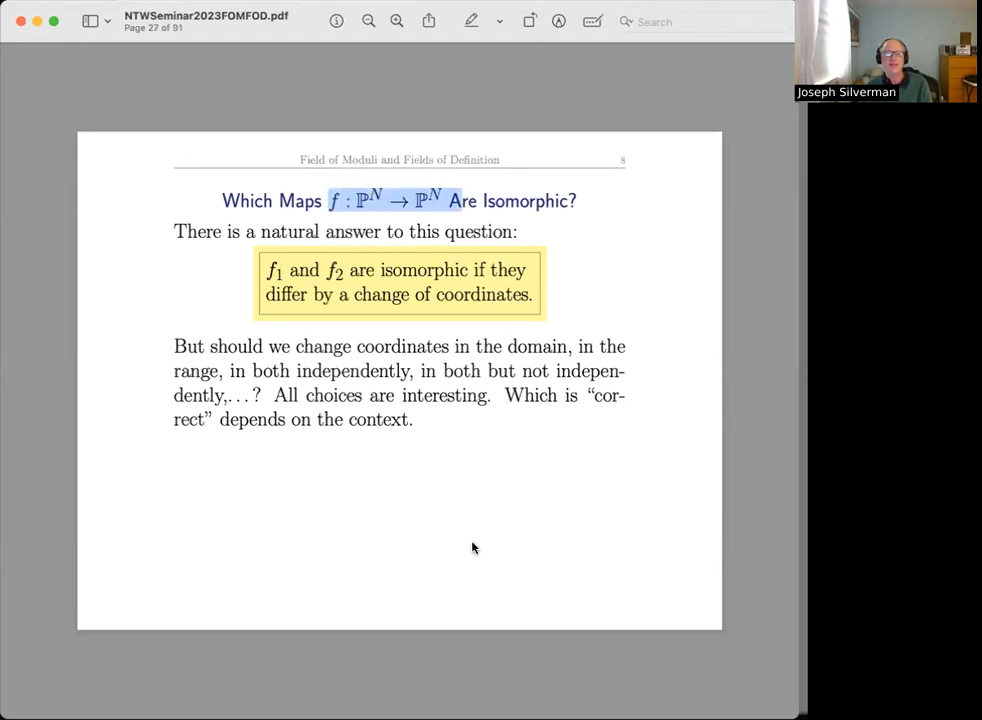 NTWSeminar2023FOMFOD.pdf
Page 27 of 91
Search
Joseph Silverman
Field of Moduli and Fields of Definition 8
Which Maps f : ℙᴺ → ℙᴺ Are Isomorphic?
There is a natural answer to this question:
f₁ and f₂ are isomorphic if they
differ by a change of coordinates.
But should we change coordinates in the domain, in the
range, in both independently, in both but not indepen-
dently,...? All choices are interesting. Which is “cor-
rect” depends on the context.